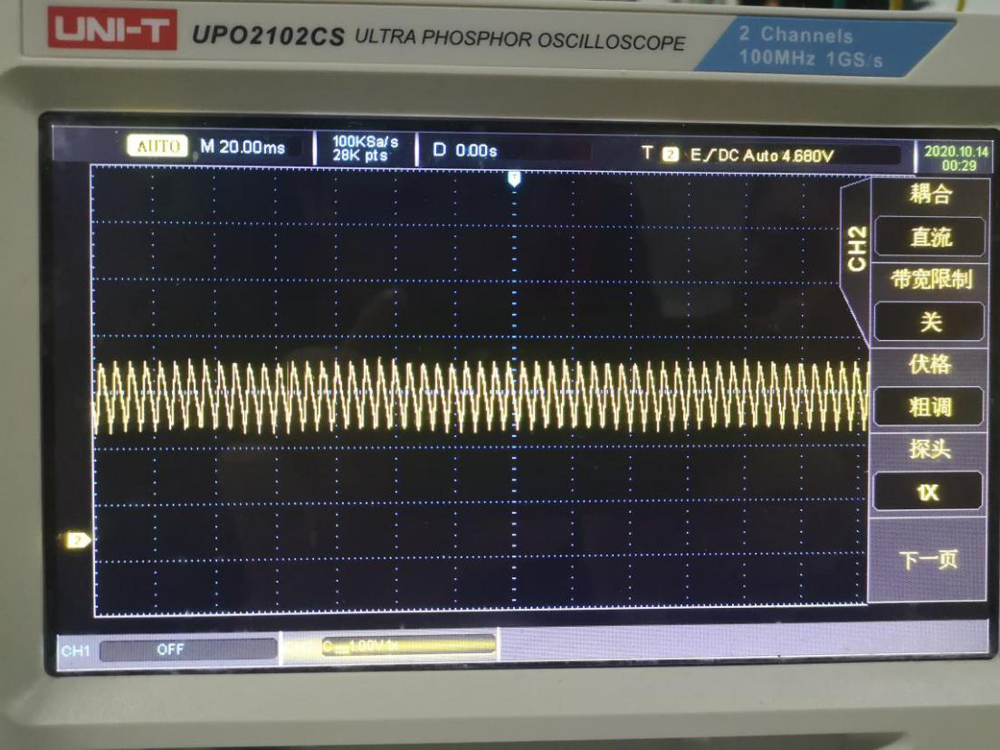 UNI-T UPO2102CS ULTRA PHOSPHOR OSCILLOSCOPE
2 Channels
100MHz 1GS/s
AUTO M 20.00ms
100KSa/s
28K pts
D 0.00s
T 2 E DC Auto 4.680V
2020.10.14
00:29
T
CH2
耦合
直流
带宽限制
关
伏格
粗调
探头
1X
下一页
2
CH1 OFF
1.00V 1x